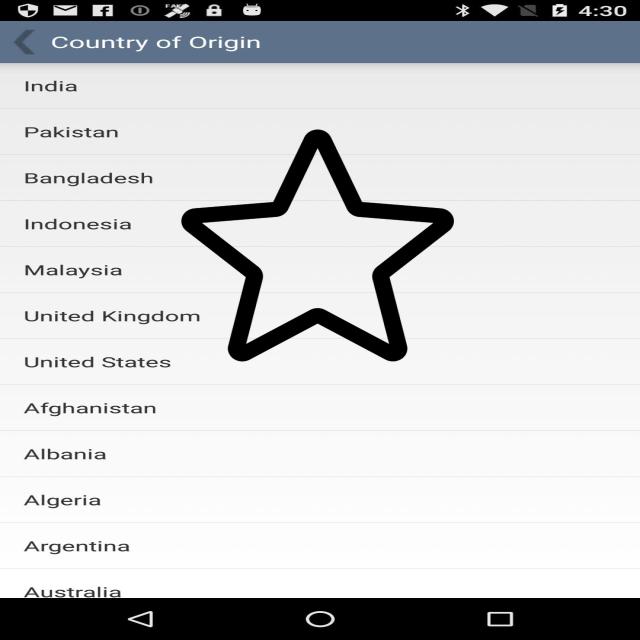 4:30
Country of Origin
India
Pakistan
Bangladesh
Indonesia
Malaysia
United Kingdom
United States
Afghanistan
Albania
Algeria
Argentina
Australia